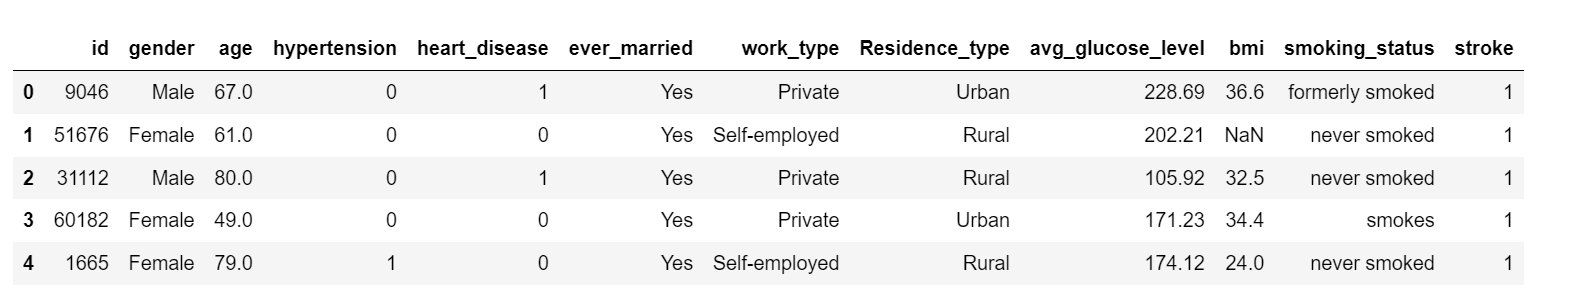 id gender age hypertension heart_disease ever_married work_type Residence_type avg_glucose_level bmi smoking_status stroke
0 9046 Male 67.0 0 1 Yes Private Urban 228.69 36.6 formerly smoked 1
1 51676 Female 61.0 0 0 Yes Self-employed Rural 202.21 NaN never smoked 1
2 31112 Male 80.0 0 1 Yes Private Rural 105.92 32.5 never smoked 1
3 60182 Female 49.0 0 0 Yes Private Urban 171.23 34.4 smokes 1
4 1665 Female 79.0 1 0 Yes Self-employed Rural 174.12 24.0 never smoked 1